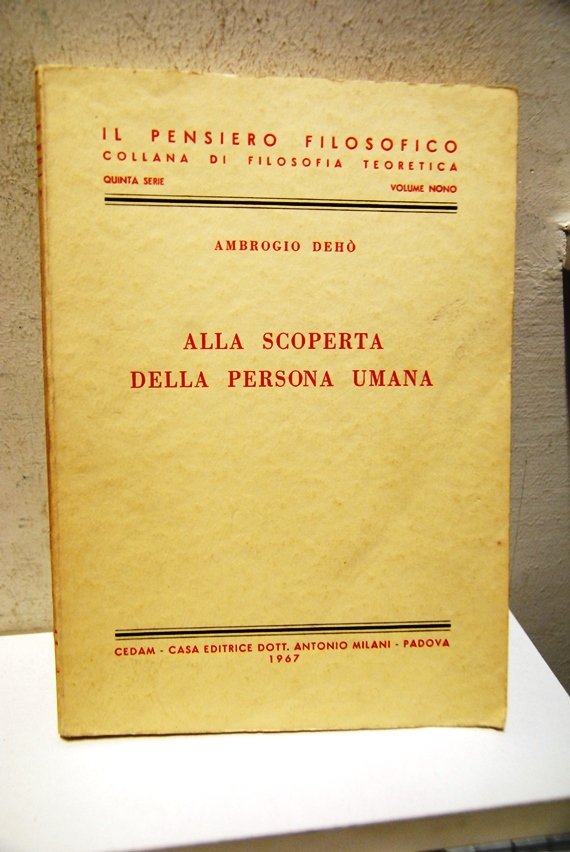 IL PENSIERO FILOSOFICO
COLLANA DI FILOSOFIA TEORETICA
QUINTA SERIE VOLUME NONO
AMBROGIO DEHÒ
ALLA SCOPERTA
DELLA PERSONA UMANA
CEDAM - CASA EDITRICE DOTT. ANTONIO MILANI - PADOVA
1967